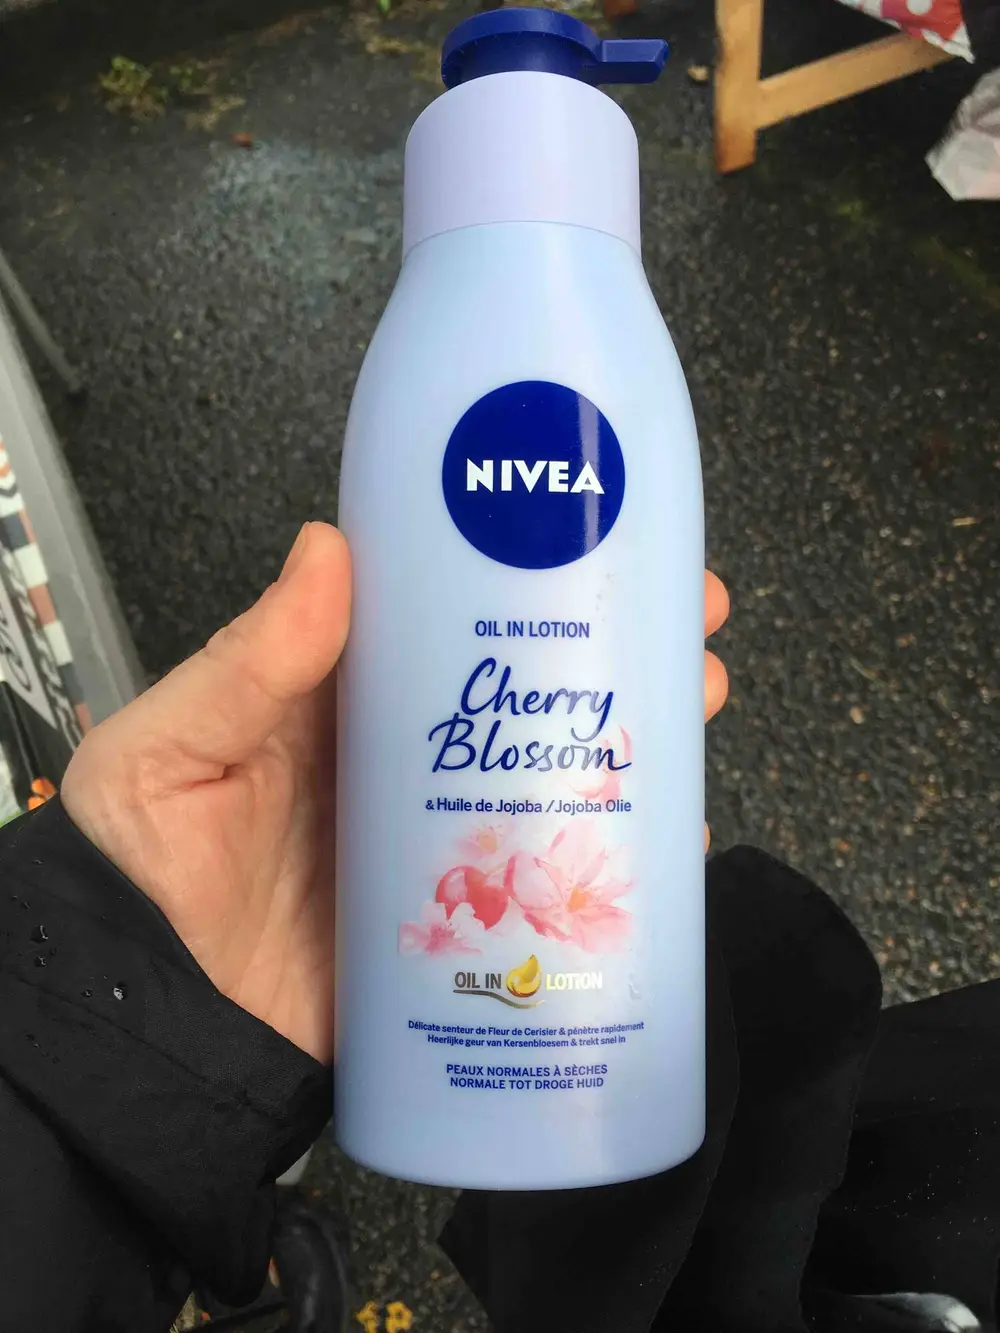 NIVEA
OIL IN LOTION
Cherry
Blossom
& Huile de Jojoba / Jojoba Olie
OIL IN LOTION
Délicate senteur de Fleur de Cerisier & pénètre rapidement
Heerlijke geur van Kersenbloesem & trekt snel in
PEAUX NORMALES À SÈCHES
NORMALE TOT DROGE HUID